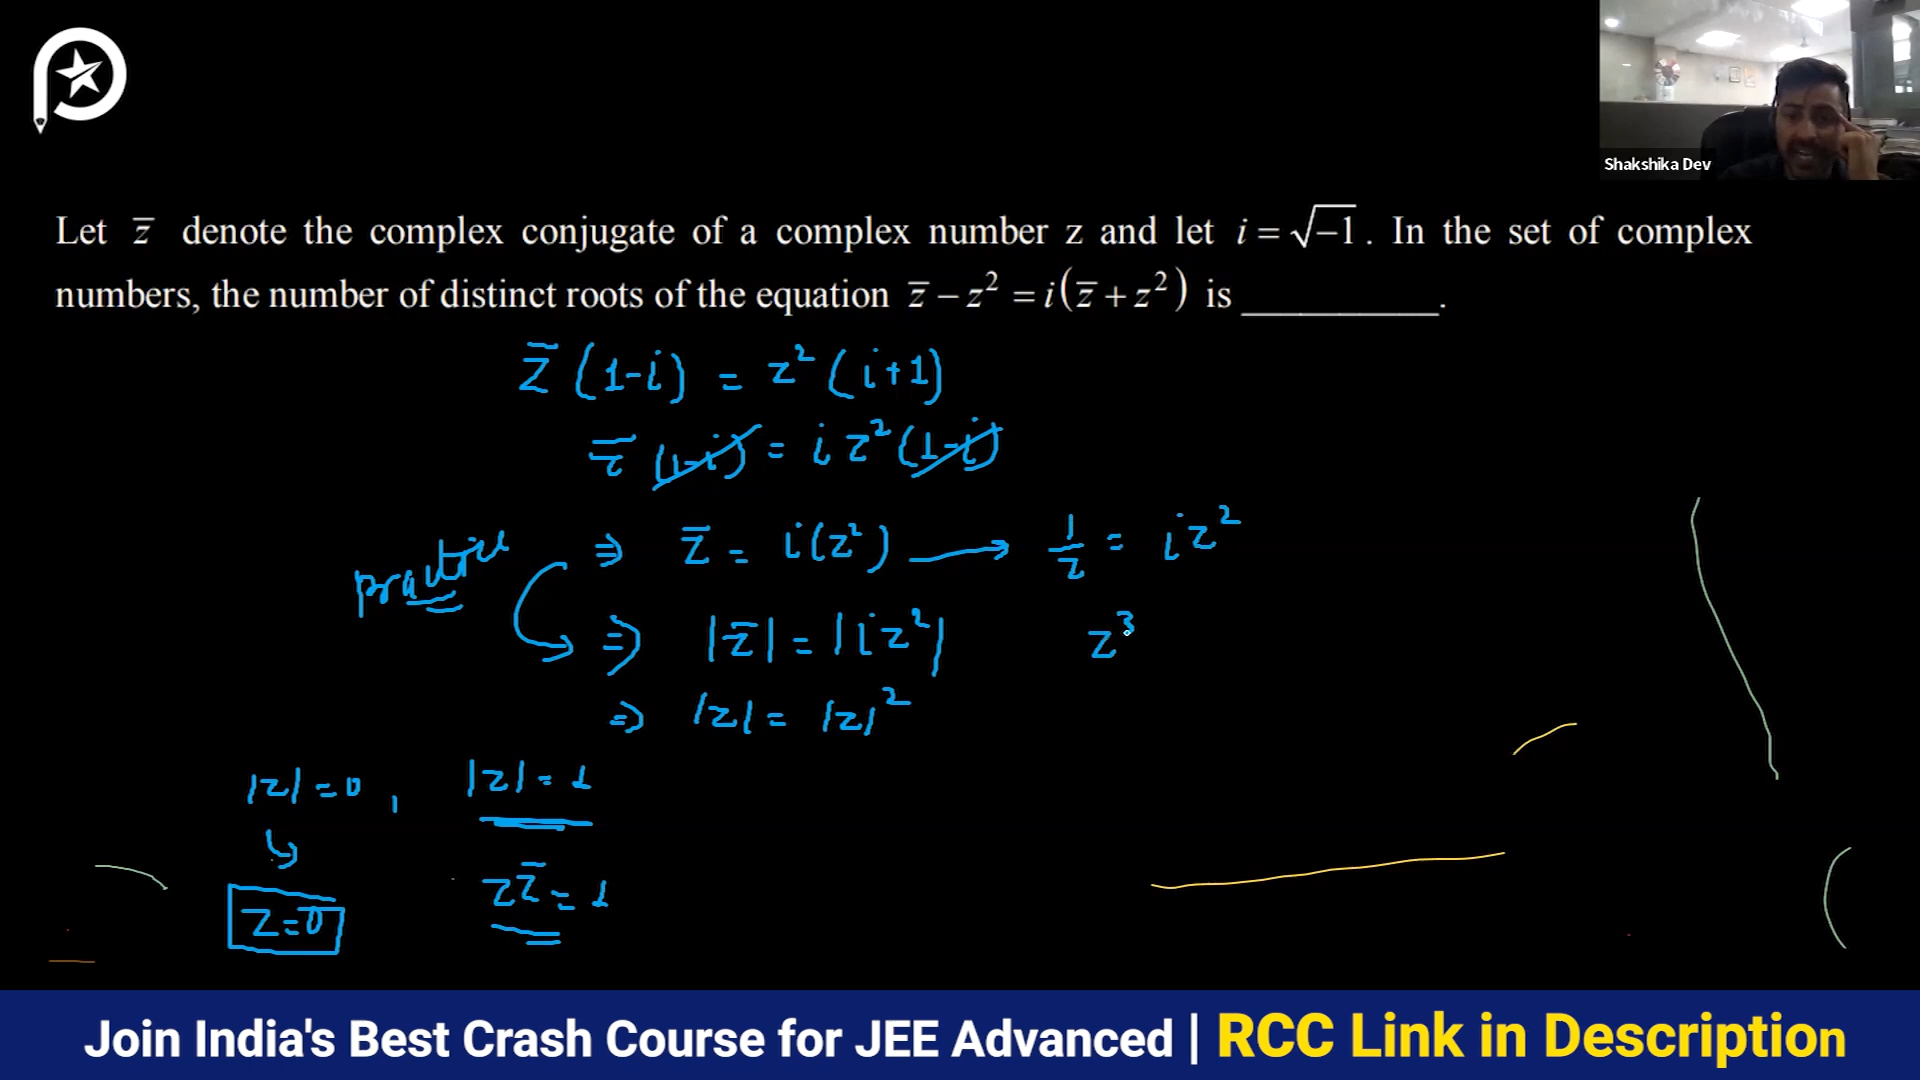 Shakshika Dev
Let z̅ denote the complex conjugate of a complex number z and let i = √−1. In the set of complex
numbers, the number of distinct roots of the equation z̅ − z² = i(z̅ + z²) is __________.
z̅ (1-i) = z² (i+1)
z̅ (1-i) = i z² (1-i)
⇒ z̅ = i(z²) → 1/z = i z²
Practice
⇒ |z̅| = |iz²|
z³
⇒ |z| = |z|²
|z| = 0 , |z| = 1
z = 0
z z̅ = 1
Join India's Best Crash Course for JEE Advanced | RCC Link in Description